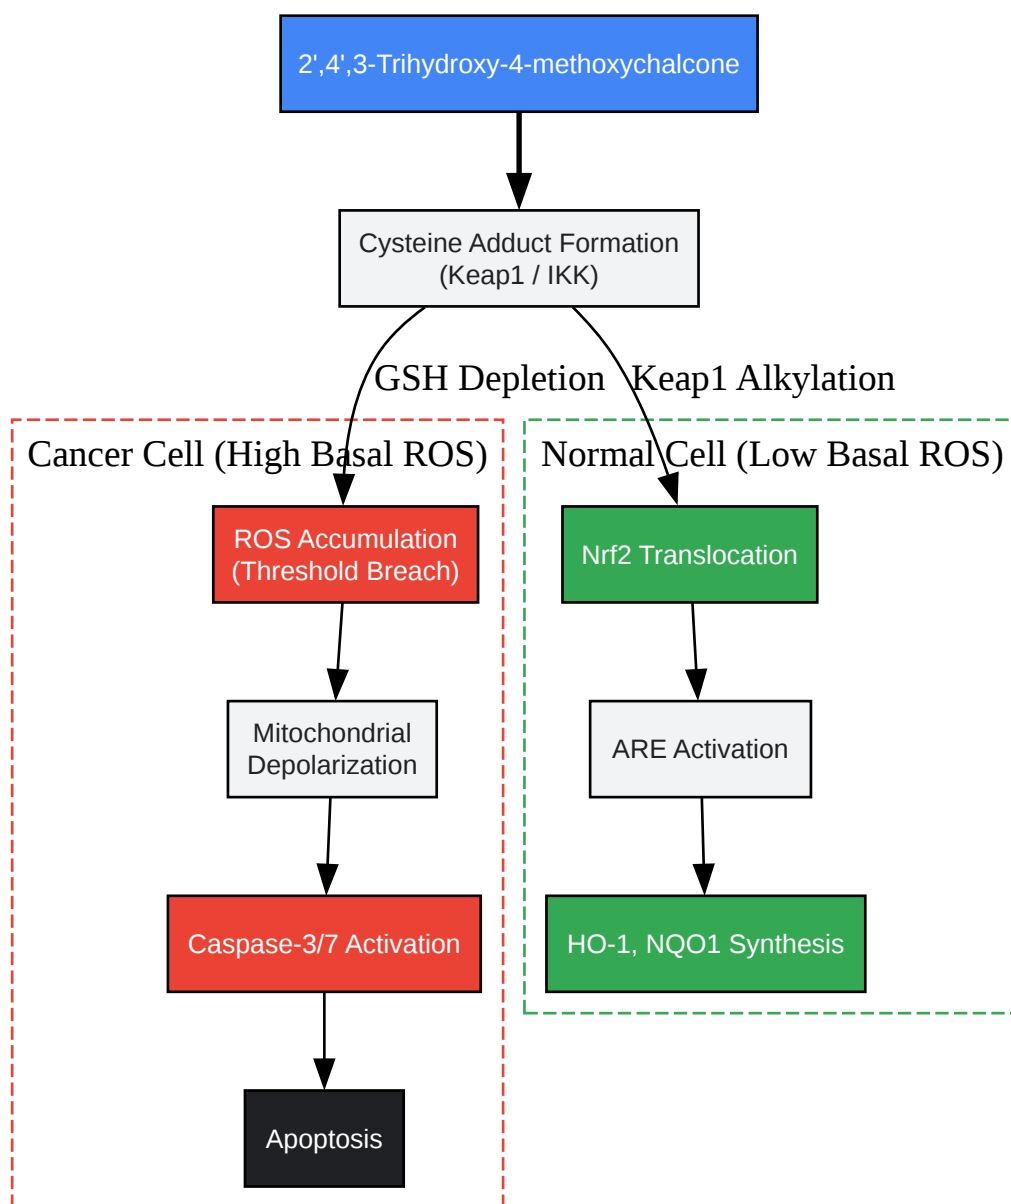 2',4',3-Trihydroxy-4-methoxychalcone
Cysteine Adduct Formation
(Keap1 / IKK)
GSH Depletion
Keap1 Alkylation
Cancer Cell (High Basal ROS)
Normal Cell (Low Basal ROS)
ROS Accumulation
(Threshold Breach)
Nrf2 Translocation
Mitochondrial
Depolarization
ARE Activation
Caspase-3/7 Activation
HO-1, NQO1 Synthesis
Apoptosis